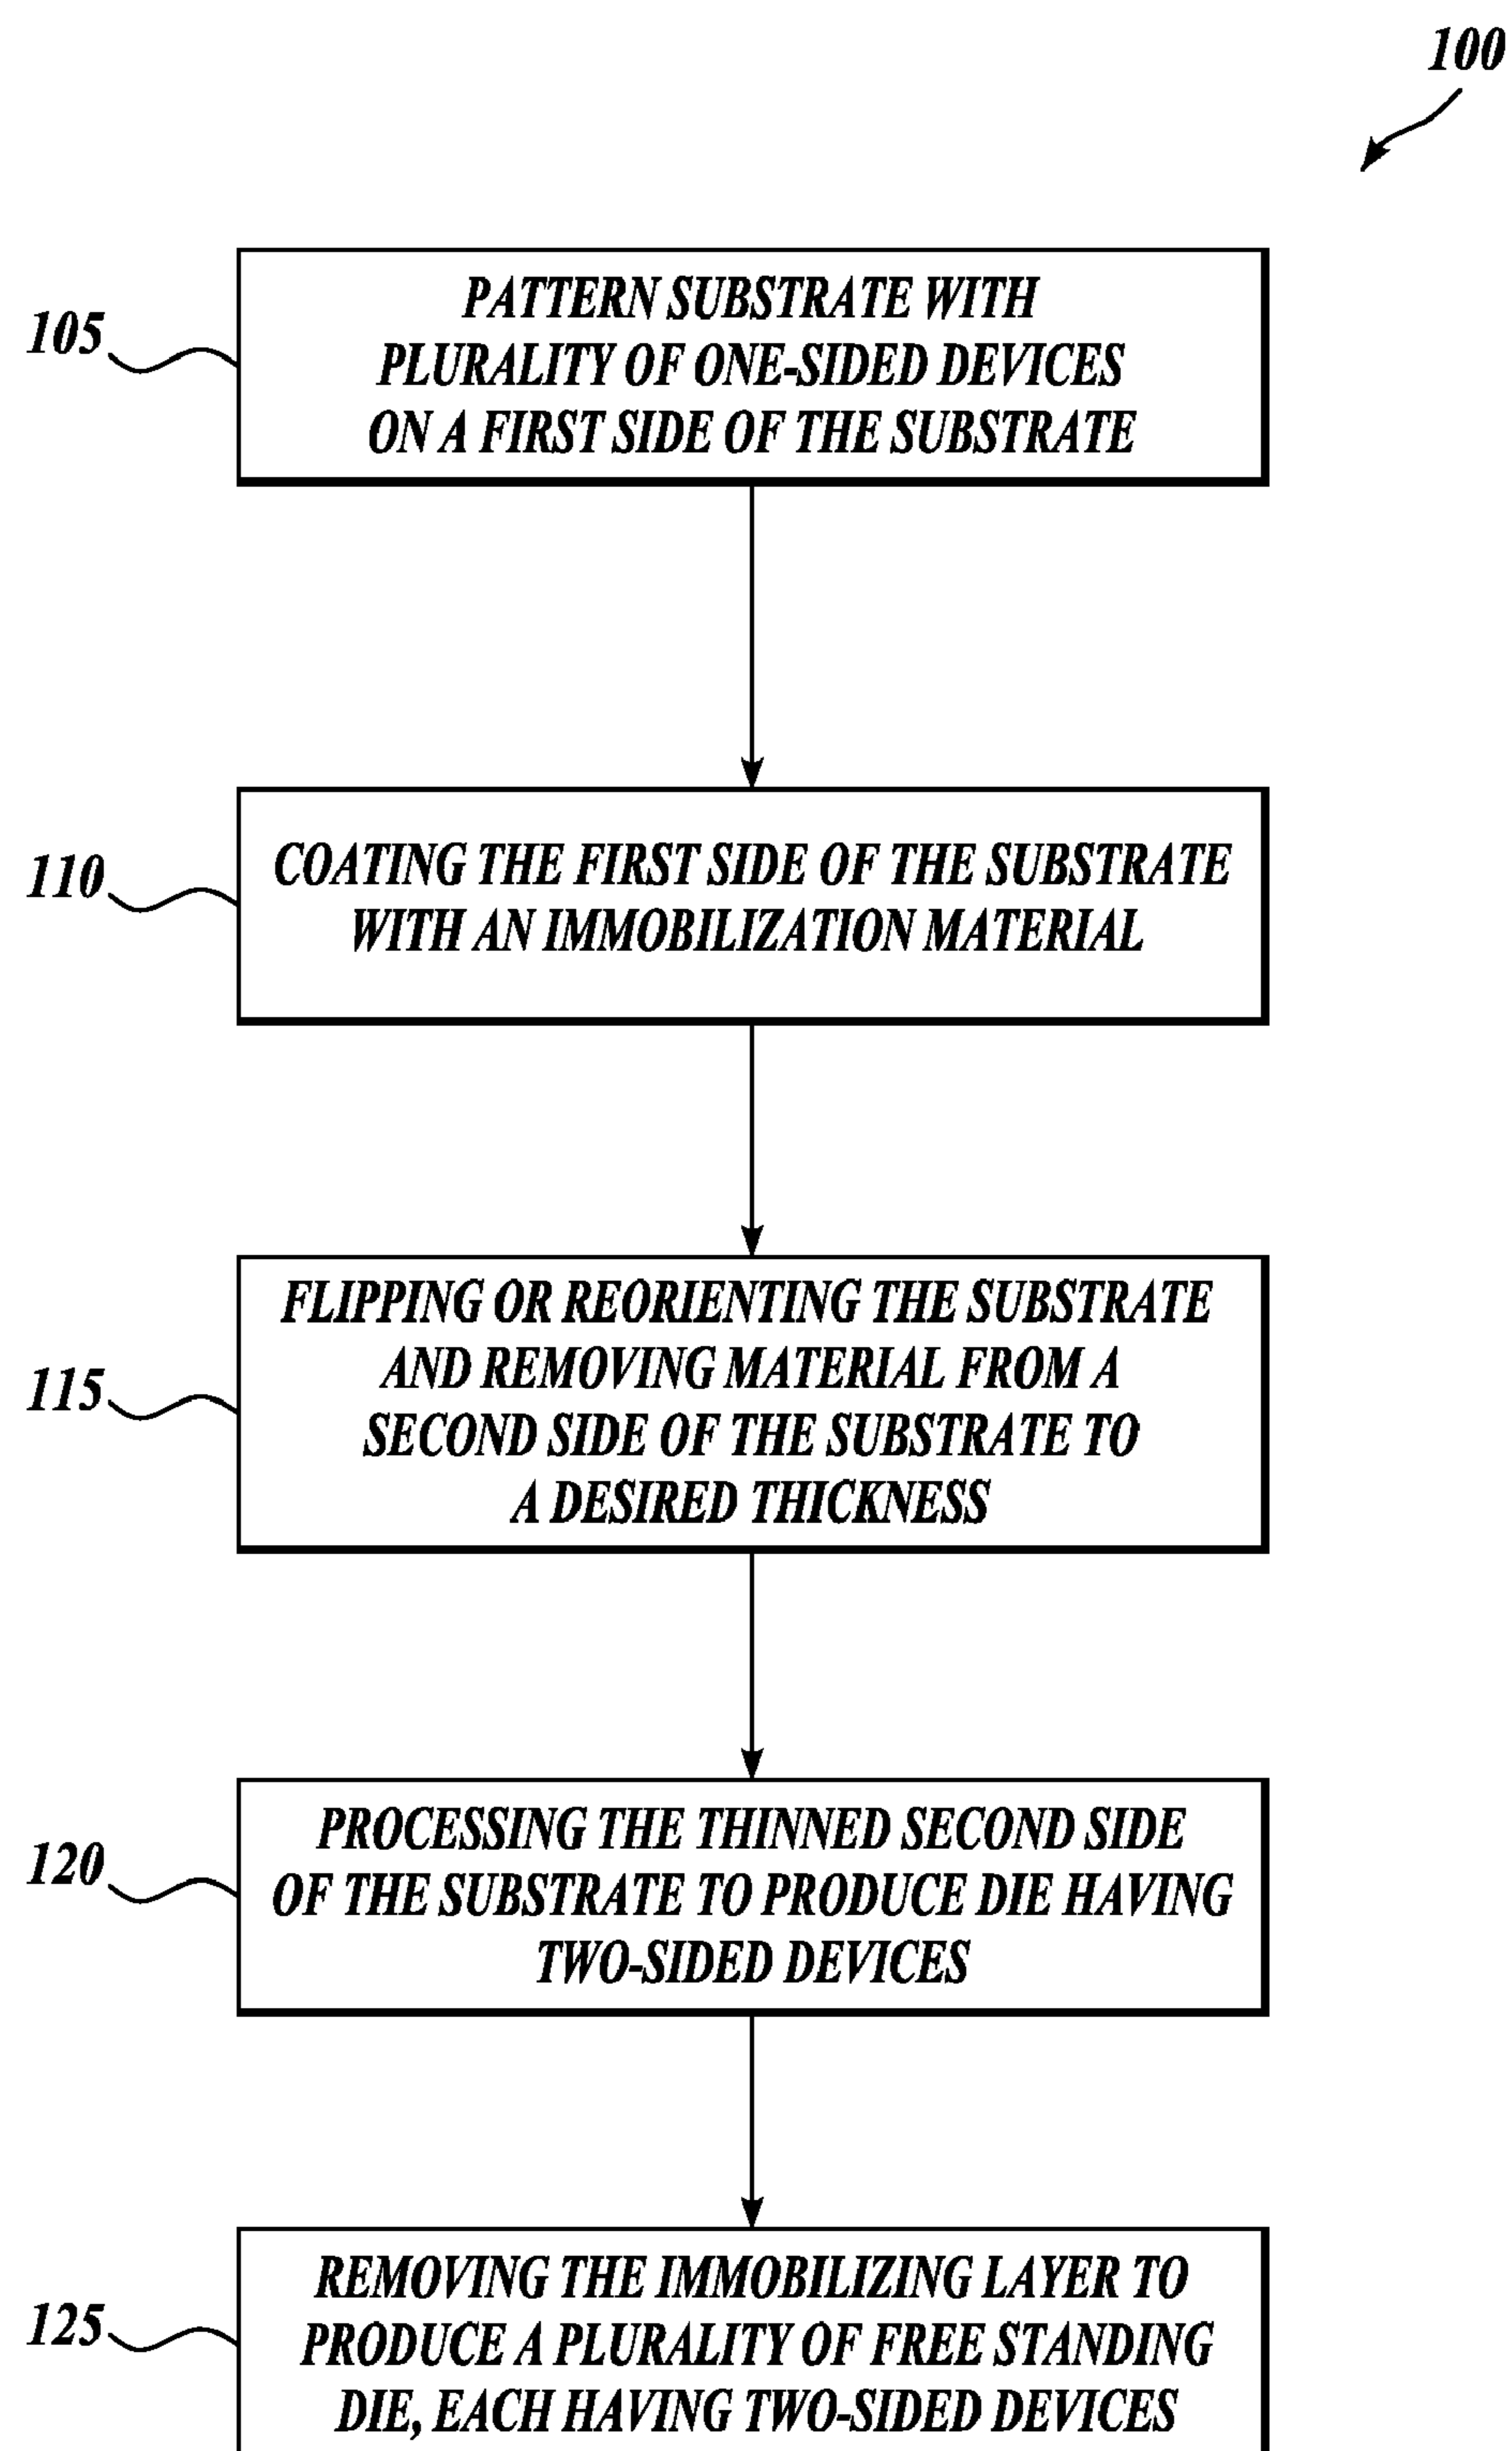 100
105
PATTERN SUBSTRATE WITH
PLURALITY OF ONE-SIDED DEVICES
ON A FIRST SIDE OF THE SUBSTRATE
110
COATING THE FIRST SIDE OF THE SUBSTRATE
WITH AN IMMOBILIZATION MATERIAL
115
FLIPPING OR REORIENTING THE SUBSTRATE
AND REMOVING MATERIAL FROM A
SECOND SIDE OF THE SUBSTRATE TO
A DESIRED THICKNESS
120
PROCESSING THE THINNED SECOND SIDE
OF THE SUBSTRATE TO PRODUCE DIE HAVING
TWO-SIDED DEVICES
125
REMOVING THE IMMOBILIZING LAYER TO
PRODUCE A PLURALITY OF FREE STANDING
DIE, EACH HAVING TWO-SIDED DEVICES